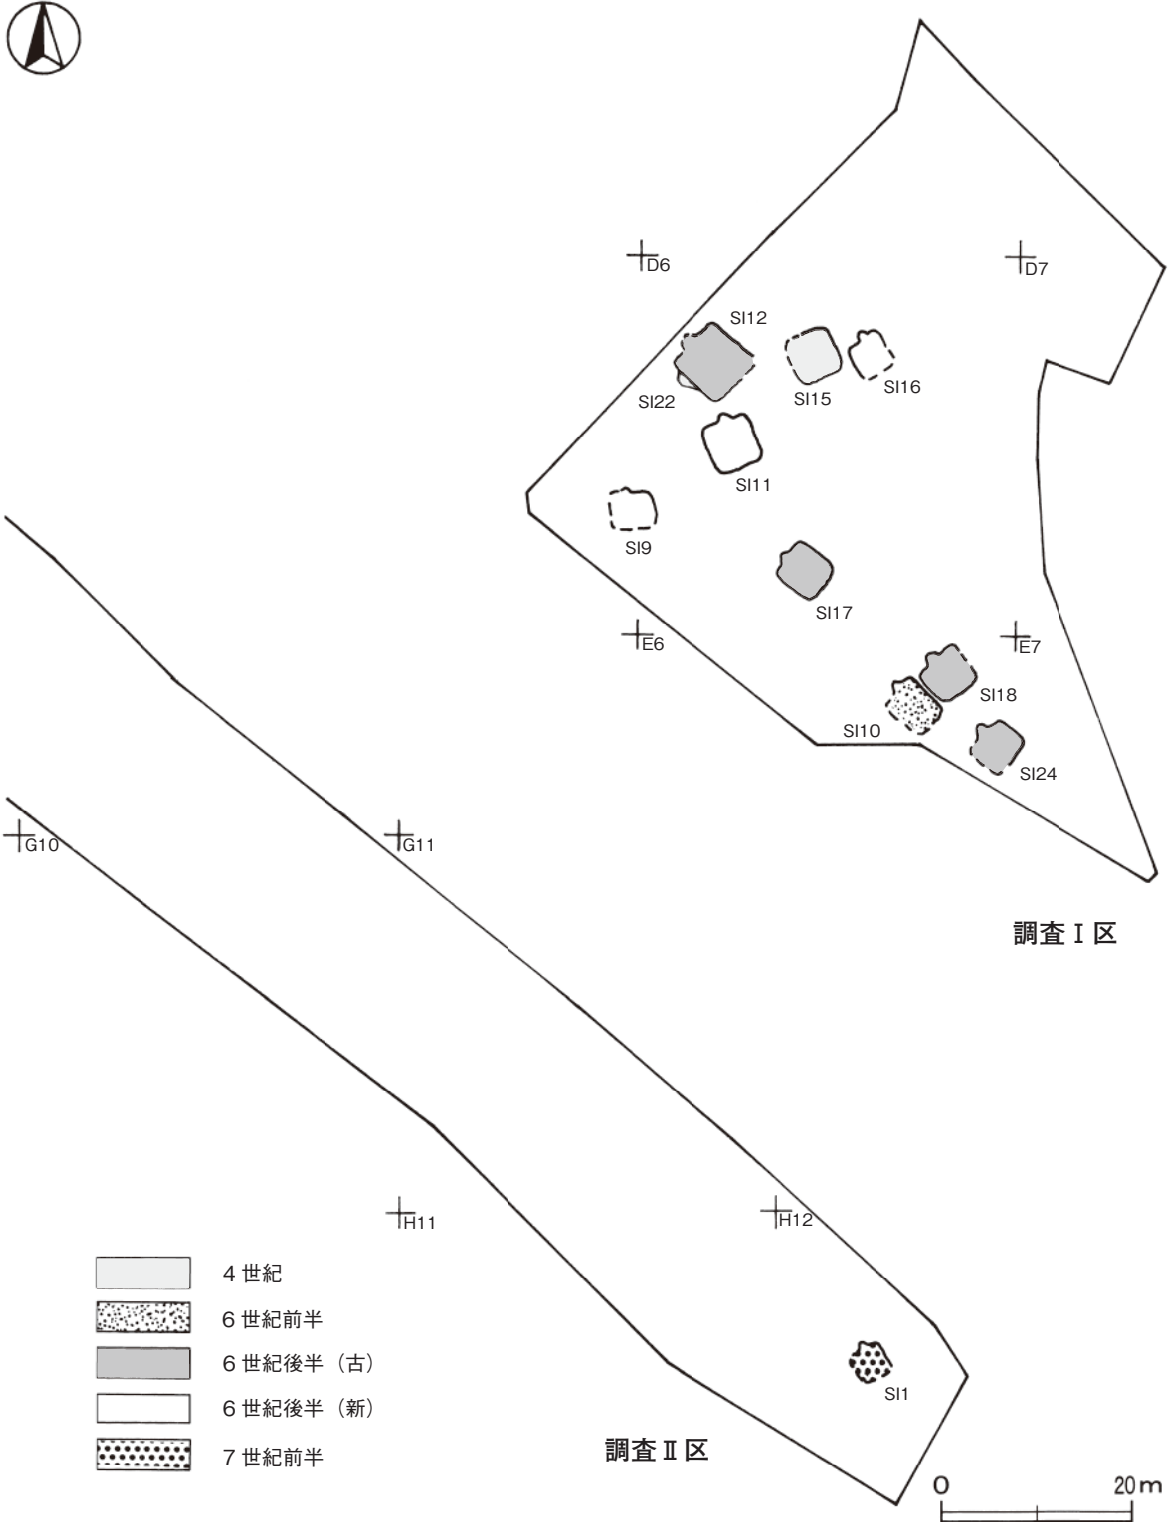 D6
D7
SI12
SI22
SI15
SI16
SI11
SI9
SI17
E6
E7
SI18
SI10
SI24
G10
G11
調査Ⅰ区
H11
H12
4世紀
6世紀前半
6世紀後半（古）
6世紀後半（新）
7世紀前半
SI1
調査Ⅱ区
0 20m